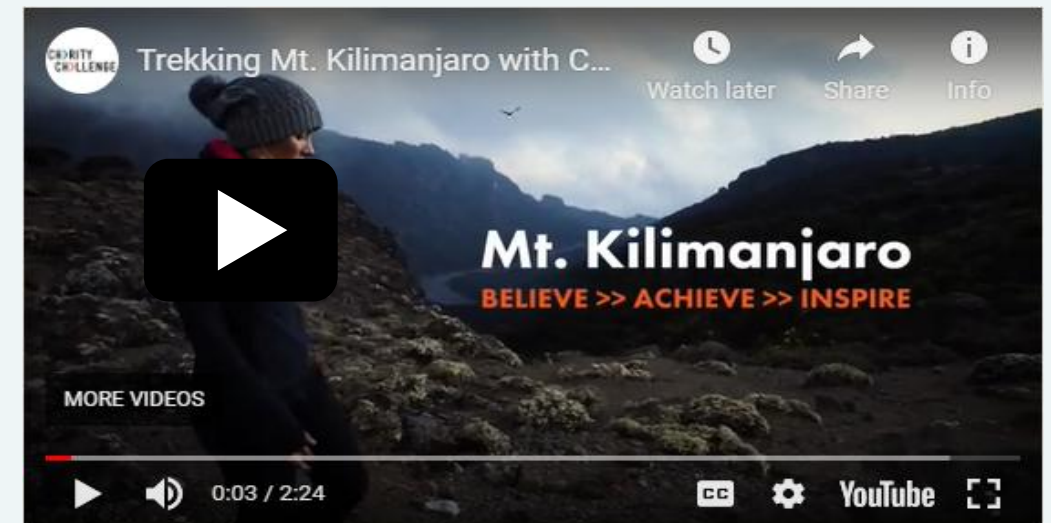 CHARITY
CHALLENGE
Trekking Mt. Kilimanjaro with C...
Watch later
Share
Info
Mt. Kilimanjaro
BELIEVE >> ACHIEVE >> INSPIRE
MORE VIDEOS
0:03 / 2:24
CC
YouTube